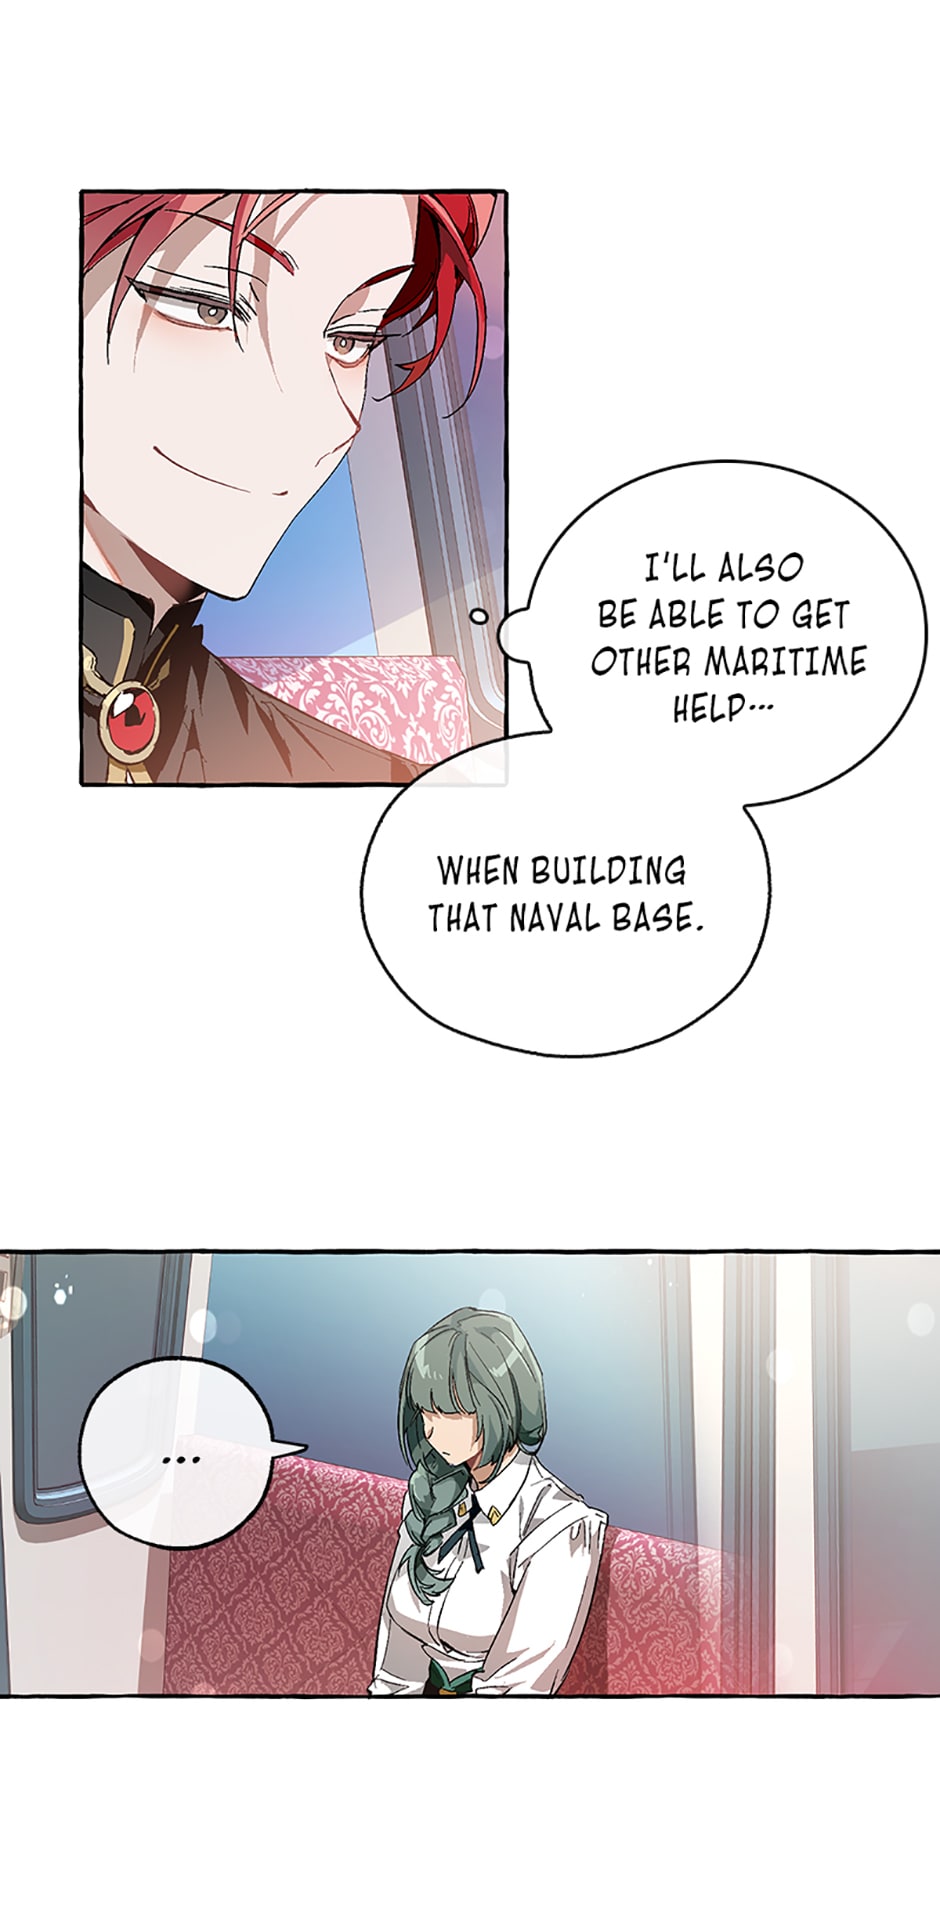 I'LL ALSO
BE ABLE TO GET
OTHER MARITIME
HELP...
WHEN BUILDING
THAT NAVAL BASE.
...